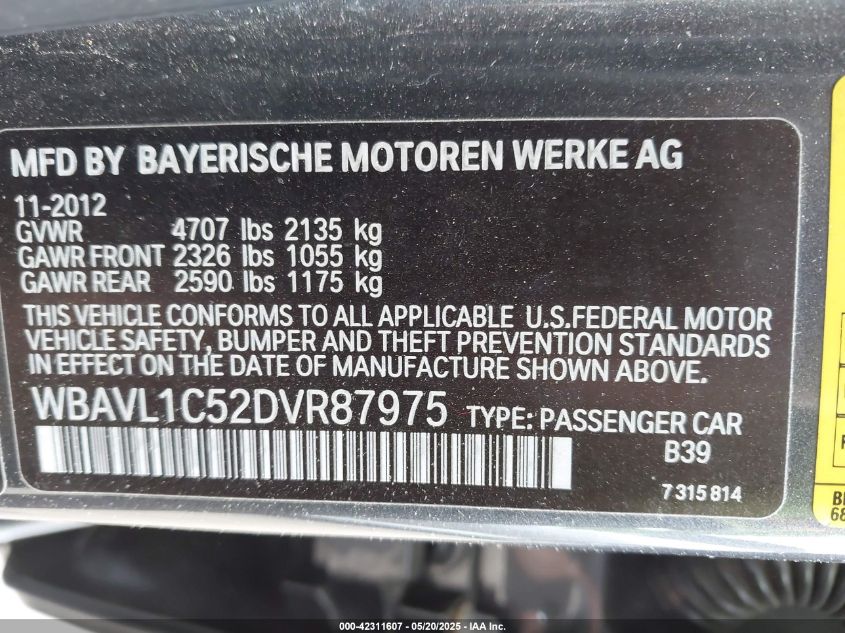 MFD BY BAYERISCHE MOTOREN WERKE AG
11-2012
GVWR 4707 lbs 2135 kg
GAWR FRONT 2326 lbs 1055 kg
GAWR REAR 2590 lbs 1175 kg
THIS VEHICLE CONFORMS TO ALL APPLICABLE U.S.FEDERAL MOTOR
VEHICLE SAFETY, BUMPER AND THEFT PREVENTION STANDARDS
IN EFFECT ON THE DATE OF MANUFACTURE SHOWN ABOVE.
WBAVL1C52DVR87975 TYPE: PASSENGER CAR
B39
7 315 814
000-42311607 - 05/20/2025 - IAA Inc.